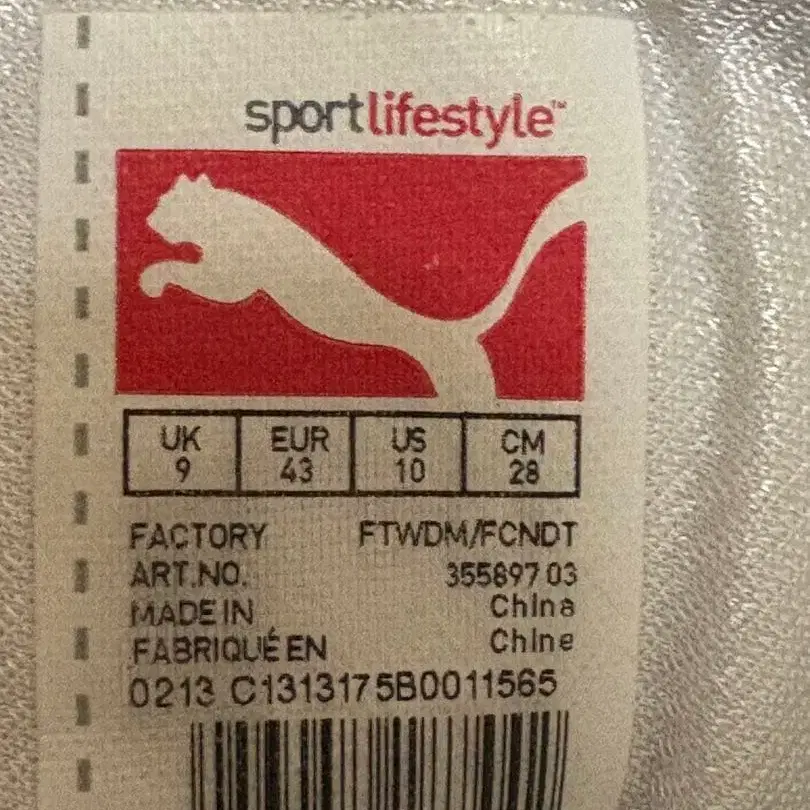 sportlifestyle™
UK EUR US CM
9 43 10 28
FACTORY FTWDM/FCNDT
ART.NO. 355897 03
MADE IN China
FABRIQUÉ EN Chine
0213 C1313175B0011565